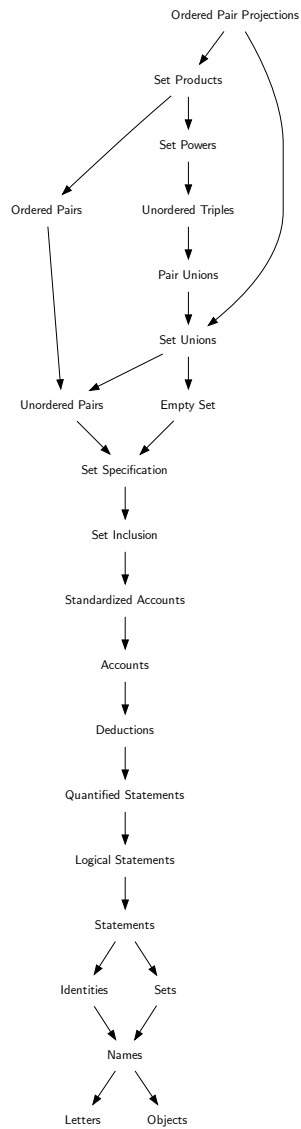 Ordered Pair Projections
Set Products
Set Powers
Ordered Pairs
Unordered Triples
Pair Unions
Set Unions
Unordered Pairs
Empty Set
Set Specification
Set Inclusion
Standardized Accounts
Accounts
Deductions
Quantified Statements
Logical Statements
Statements
Identities
Sets
Names
Letters
Objects